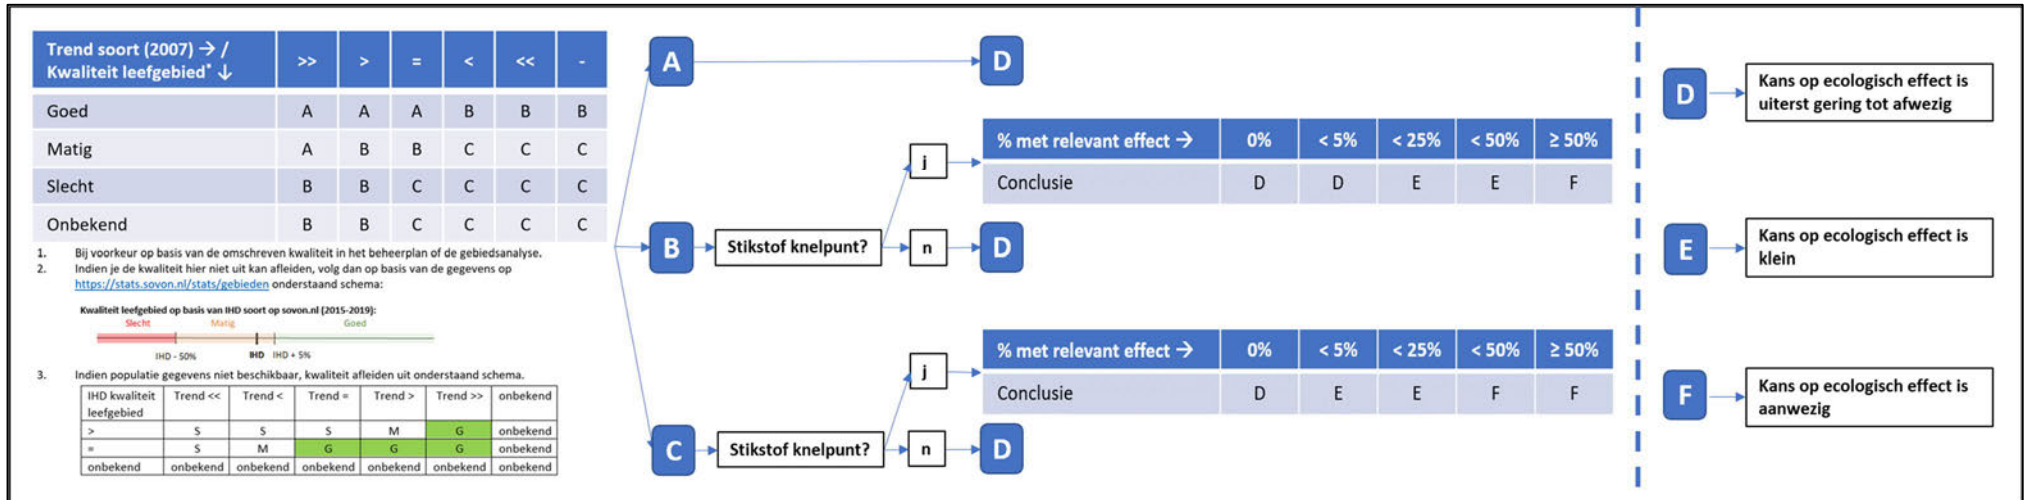 Trend soort (2007) → / >> > = < << -
Kwaliteit leefgebied* ↓
Goed A A A B B B
Matig A B B C C C
Slecht B B C C C C
Onbekend B B C C C C
1. Bij voorkeur op basis van de omschreven kwaliteit in het beheerplan of de gebiedsanalyse.
2. Indien je de kwaliteit hier niet uit kan afleiden, volg dan op basis van de gegevens op
https://stats.sovon.nl/stats/gebieden onderstaand schema:
Kwaliteit leefgebied op basis van IHD soort op sovon.nl (2015-2019):
Slecht Matig Goed
IHD - 50% IHD IHD + 5%
3. Indien populatie gegevens niet beschikbaar, kwaliteit afleiden uit onderstaand schema.
IHD kwaliteit Trend << Trend < Trend = Trend > Trend >> onbekend
leefgebied
> S S S M G onbekend
= S M G G G onbekend
onbekend onbekend onbekend onbekend onbekend onbekend onbekend
A
D
B
Stikstof knelpunt?
j
% met relevant effect → 0% < 5% < 25% < 50% ≥ 50%
Conclusie D D E E F
n
D
C
Stikstof knelpunt?
j
% met relevant effect → 0% < 5% < 25% < 50% ≥ 50%
Conclusie D E E F F
n
D
D
Kans op ecologisch effect is
uiterst gering tot afwezig
E
Kans op ecologisch effect is
klein
F
Kans op ecologisch effect is
aanwezig